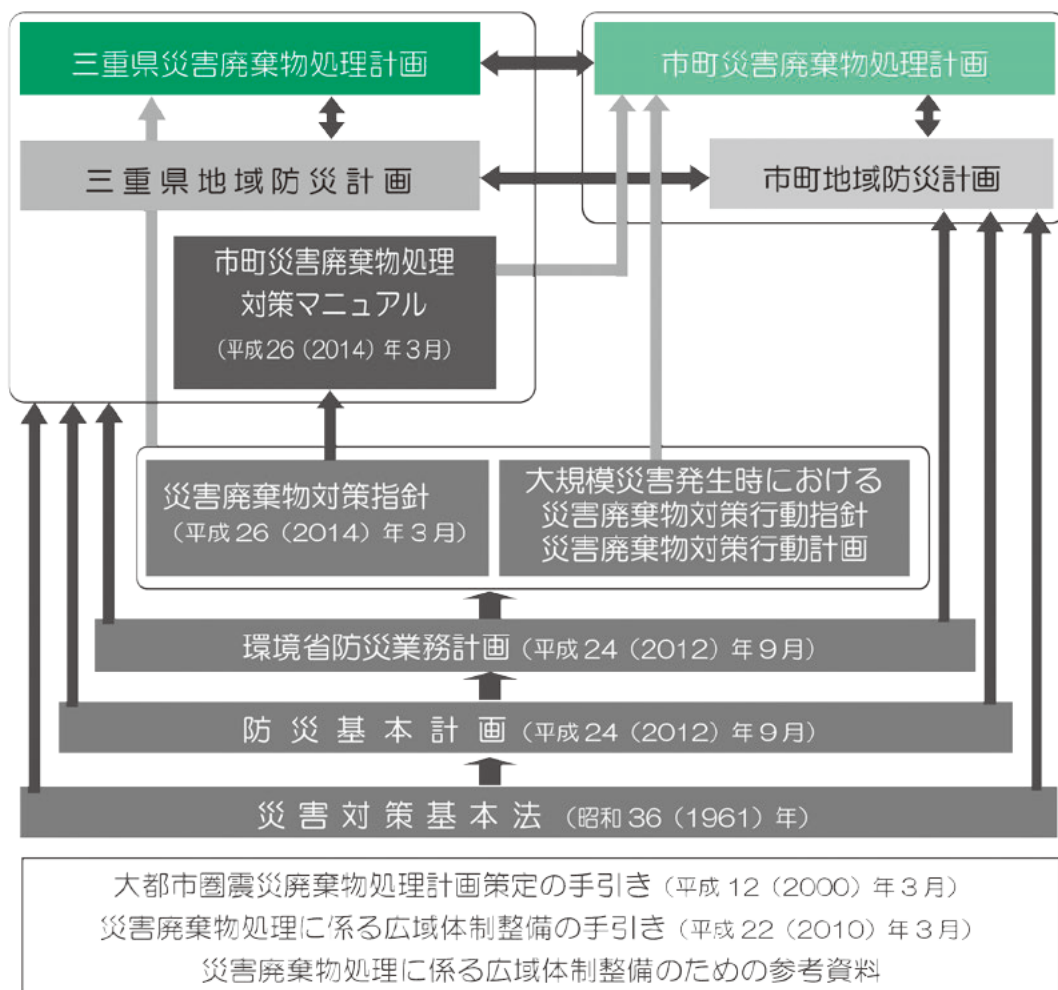 三重県災害廃棄物処理計画
市町災害廃棄物処理計画
三重県地域防災計画
市町地域防災計画
市町災害廃棄物処理
対策マニュアル
(平成26(2014)年3月)
災害廃棄物対策指針
(平成26(2014)年3月)
大規模災害発生時における
災害廃棄物対策行動指針
災害廃棄物対策行動計画
環境省防災業務計画(平成24(2012)年9月)
防災基本計画(平成24(2012)年9月)
災害対策基本法(昭和36(1961)年)
大都市圏震災廃棄物処理計画策定の手引き(平成12(2000)年3月)
災害廃棄物処理に係る広域体制整備の手引き(平成22(2010)年3月)
災害廃棄物処理に係る広域体制整備のための参考資料